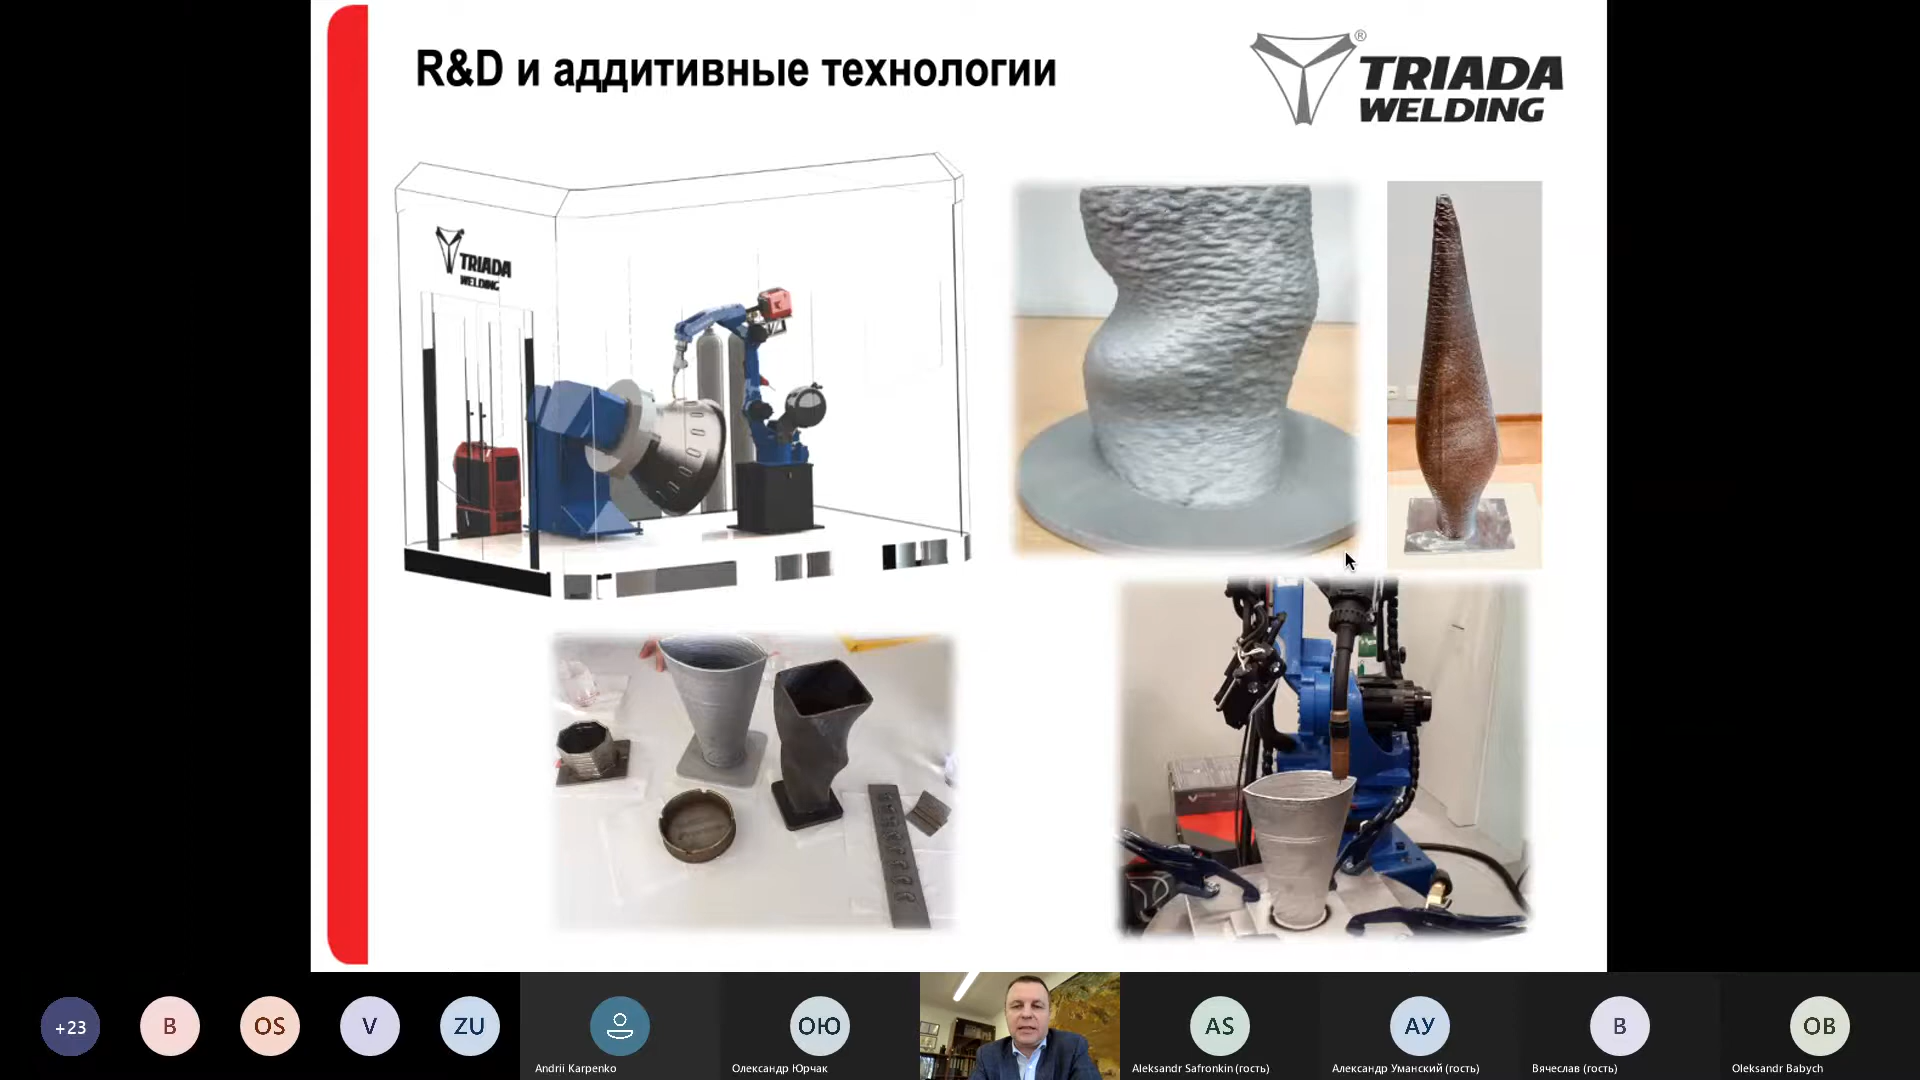 R&D и аддитивные технологии
®
TRIADA
WELDING
TRIADA
WELDING
+23
B
OS
V
ZU
Andrii Karpenko
ОЮ
Олександр Юрчак
AS
Aleksandr Safronkin (гость)
АУ
Александр Уманский (гость)
В
Вячеслав (гость)
OB
Oleksandr Babych